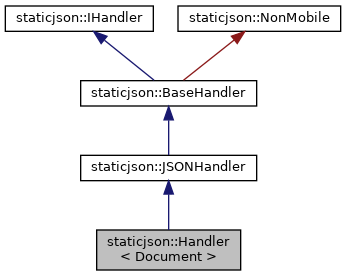 staticjson::IHandler
staticjson::NonMobile
staticjson::BaseHandler
staticjson::JSONHandler
staticjson::Handler
< Document >